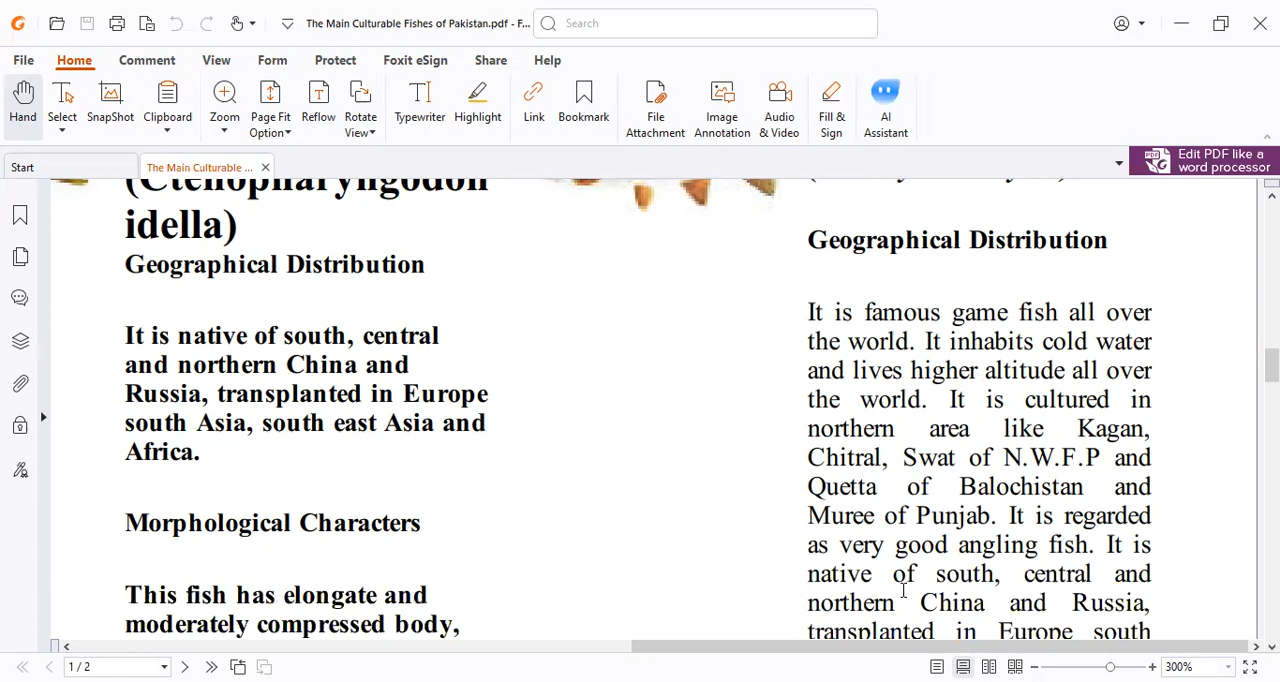 The Main Culturable Fishes of Pakistan.pdf - F...
Search
File Home Comment View Form Protect Foxit eSign Share Help
Hand
Select
SnapShot
Clipboard
Zoom
Page Fit Option
Reflow
Rotate View
Typewriter
Highlight
Link
Bookmark
File Attachment
Image Annotation
Audio & Video
Fill & Sign
AI Assistant
Start
The Main Culturable ...
Edit PDF like a
word processor
(Ctenopharyngodon
idella)
Geographical Distribution
It is native of south, central
and northern China and
Russia, transplanted in Europe
south Asia, south east Asia and
Africa.
Morphological Characters
This fish has elongate and
moderately compressed body,
Geographical Distribution
It is famous game fish all over
the world. It inhabits cold water
and lives higher altitude all over
the world. It is cultured in
northern area like Kagan,
Chitral, Swat of N.W.F.P and
Quetta of Balochistan and
Muree of Punjab. It is regarded
as very good angling fish. It is
native of south, central and
northern China and Russia,
transplanted in Europe south
1 / 2
300%